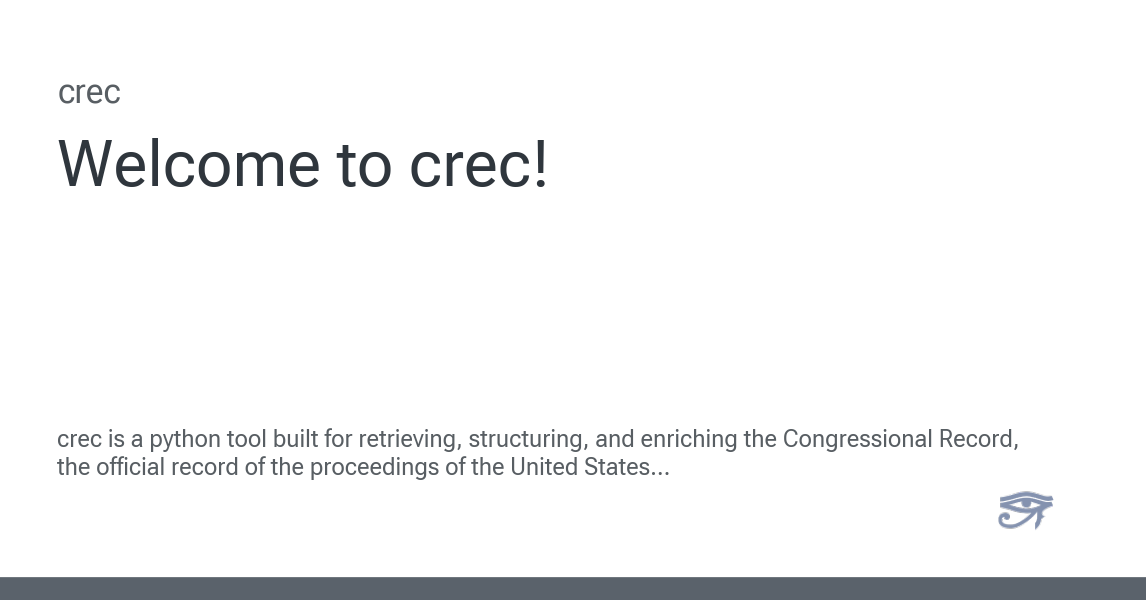 crec
Welcome to crec!
crec is a python tool built for retrieving, structuring, and enriching the Congressional Record,
the official record of the proceedings of the United States...